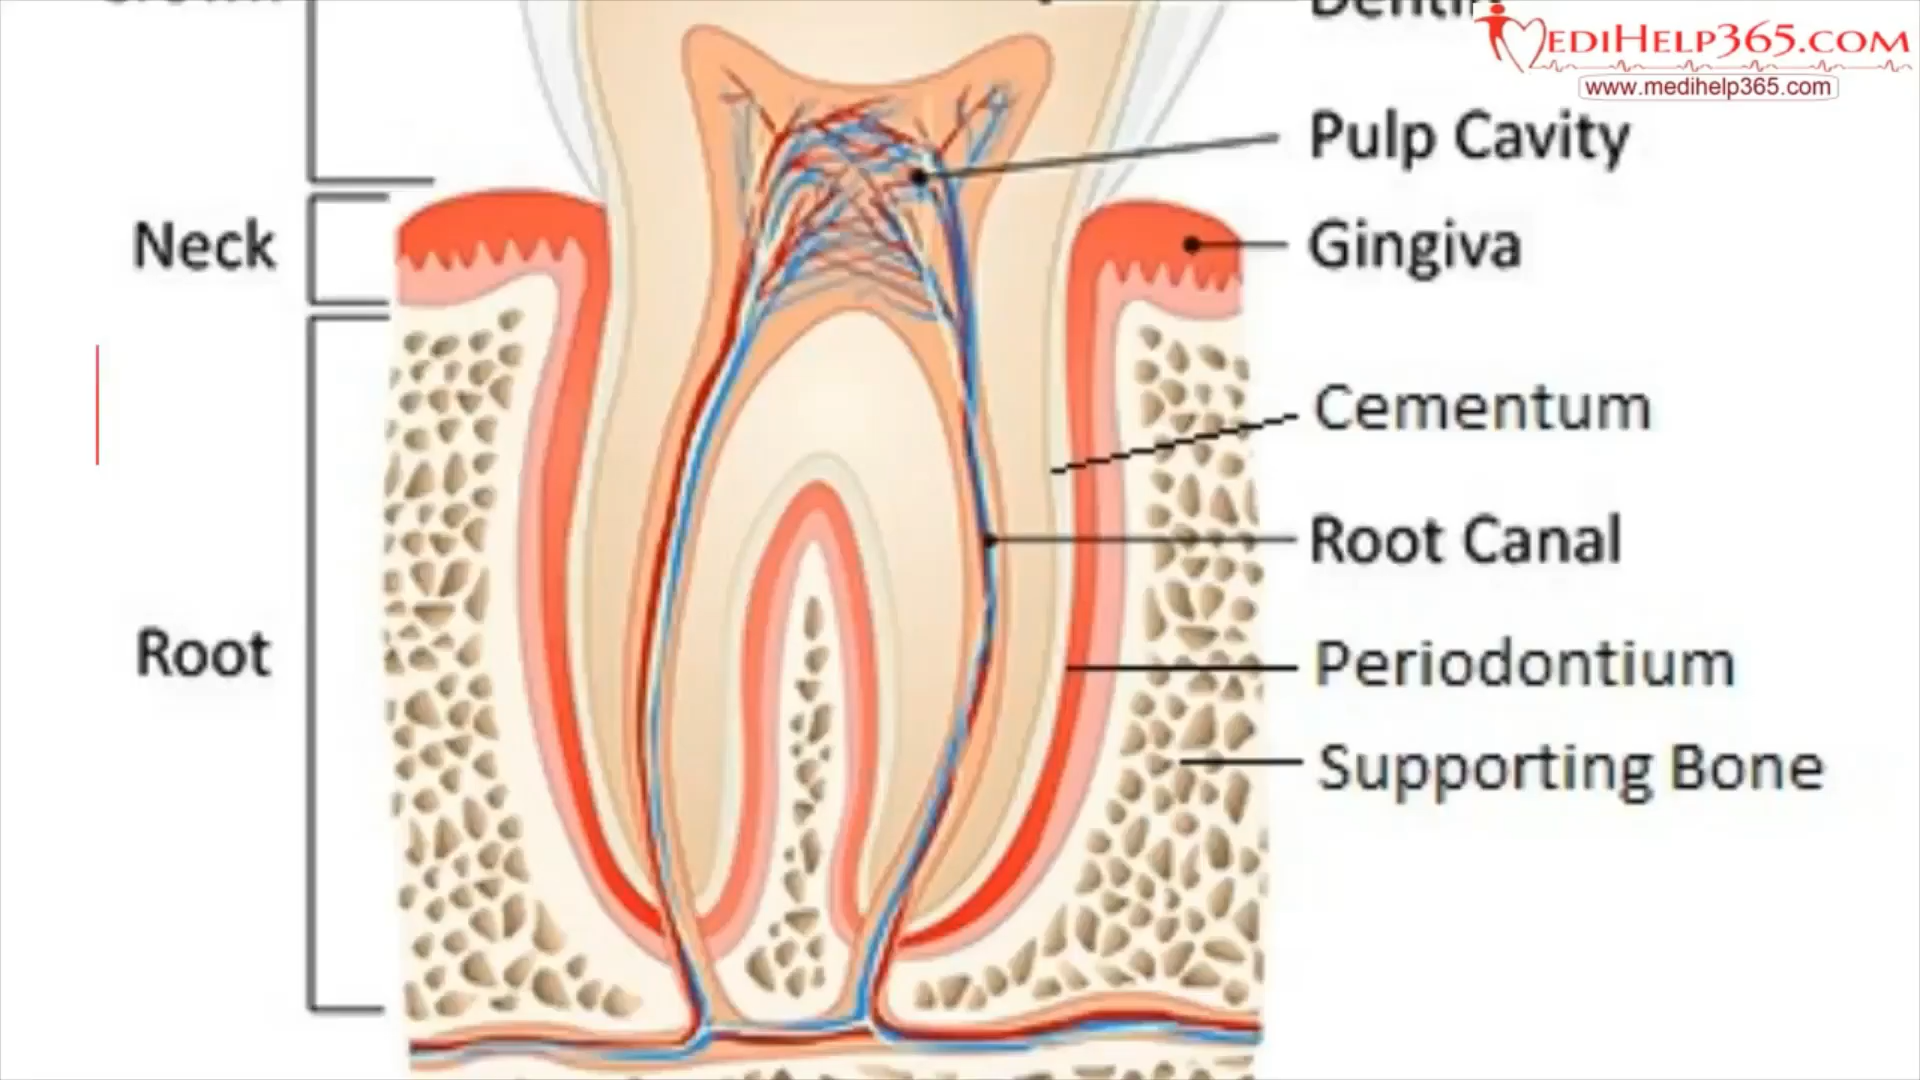 MEDIHELP365.COM
www.medihelp365.com
Pulp Cavity
Neck
Gingiva
Cementum
Root Canal
Root
Periodontium
Supporting Bone